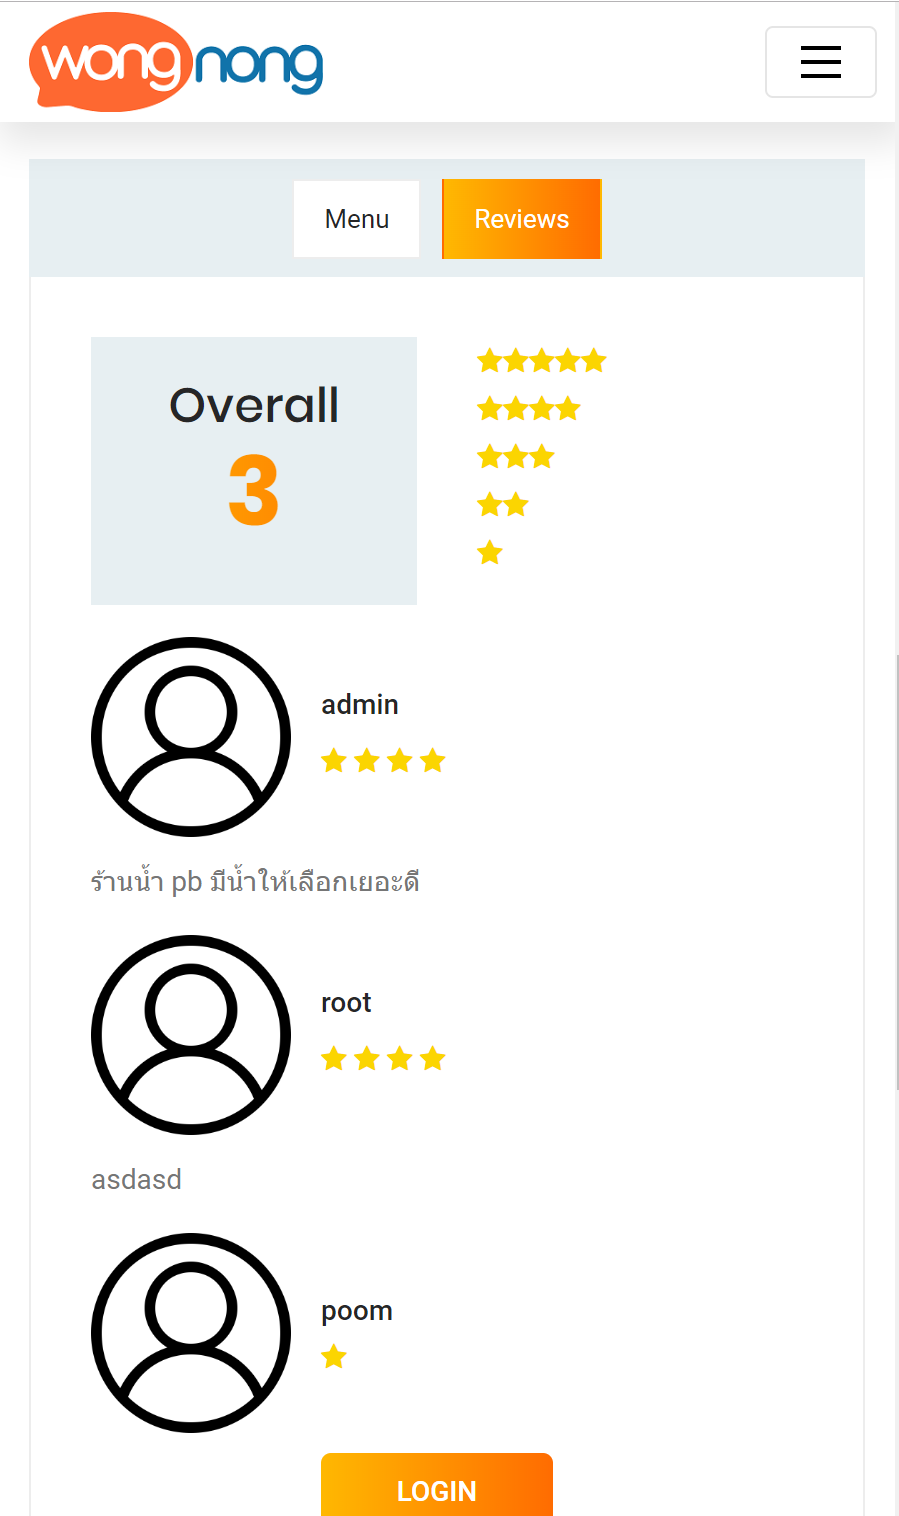 wongnong
Menu
Reviews
Overall
3
admin
ร้านน้ำ pb มีน้ำให้เลือกเยอะดี
root
asdasd
poom
LOGIN